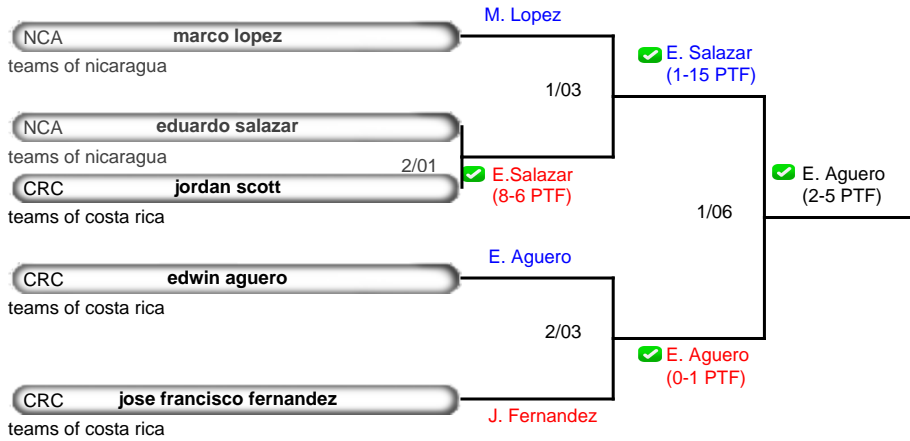 M. Lopez
NCA marco lopez
teams of nicaragua
E. Salazar
(1-15 PTF)
1/03
NCA eduardo salazar
teams of nicaragua
2/01
E.Salazar
(8-6 PTF)
CRC jordan scott
teams of costa rica
E. Aguero
(2-5 PTF)
1/06
E. Aguero
CRC edwin aguero
teams of costa rica
2/03
E. Aguero
(0-1 PTF)
CRC jose francisco fernandez
teams of costa rica
J. Fernandez